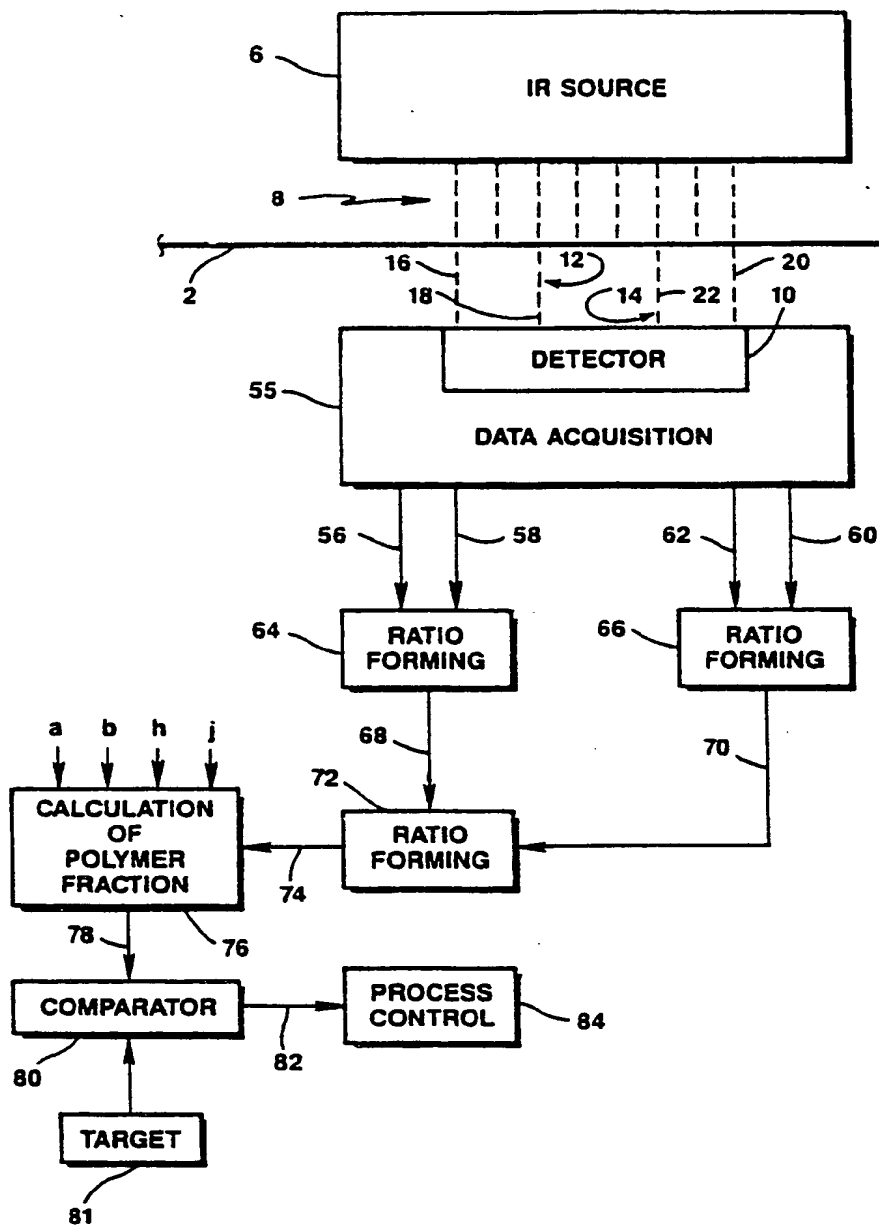 6
IR SOURCE
8
2
16
12
20
18
14
22
10
DETECTOR
55
DATA ACQUISITION
56
58
62
60
64
RATIO
FORMING
66
RATIO
FORMING
a b h j
68
70
72
CALCULATION
OF
POLYMER
FRACTION
RATIO
FORMING
74
78
76
COMPARATOR
PROCESS
CONTROL
82
84
80
TARGET
81